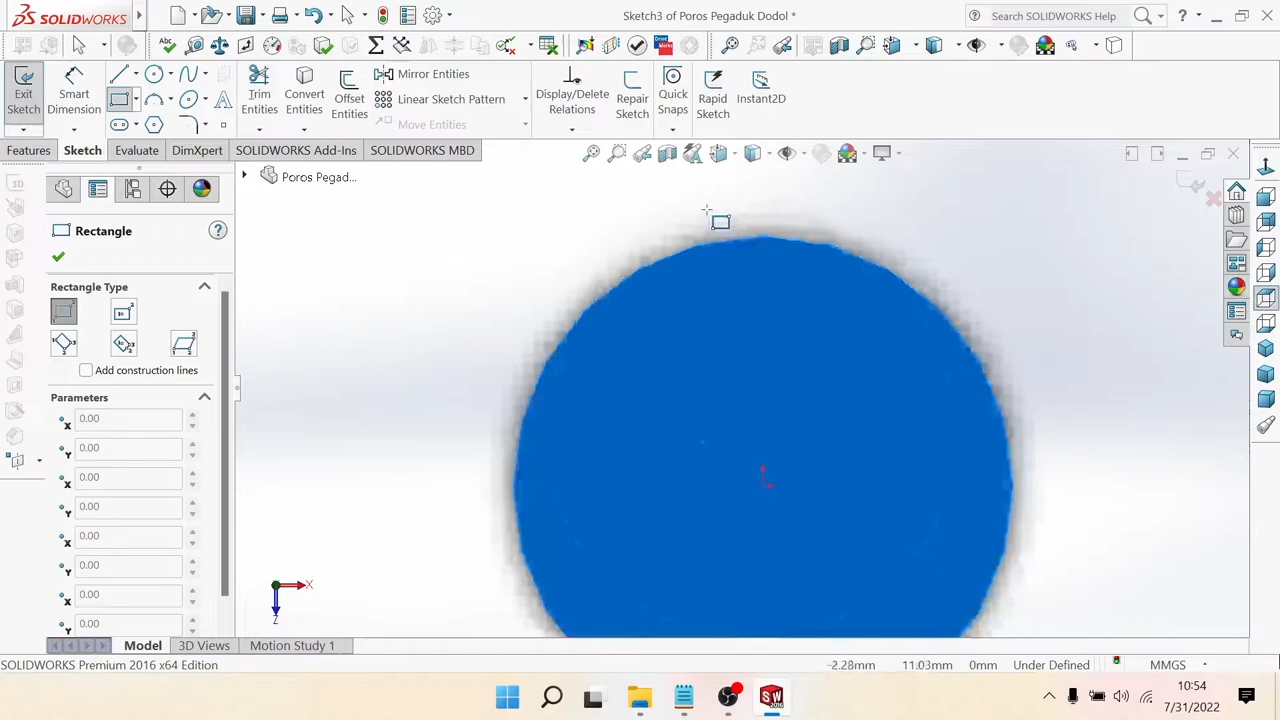 SOLIDWORKS
Sketch3 of Poros Pegaduk Dodol *
Search SOLIDWORKS Help
Exit Sketch
Smart Dimension
Trim Entities
Convert Entities
Offset Entities
Mirror Entities
Linear Sketch Pattern
Move Entities
Display/Delete Relations
Repair Sketch
Quick Snaps
Rapid Sketch
Instant2D
Features
Sketch
Evaluate
DimXpert
SOLIDWORKS Add-Ins
SOLIDWORKS MBD
Poros Pegad...
Rectangle
Rectangle Type
Add construction lines
Parameters
0.00
0.00
0.00
0.00
0.00
0.00
0.00
0.00
X
Z
Model
3D Views
Motion Study 1
SOLIDWORKS Premium 2016 x64 Edition
-2.28mm
11.03mm
0mm
Under Defined
MMGS
10:54
7/31/2022